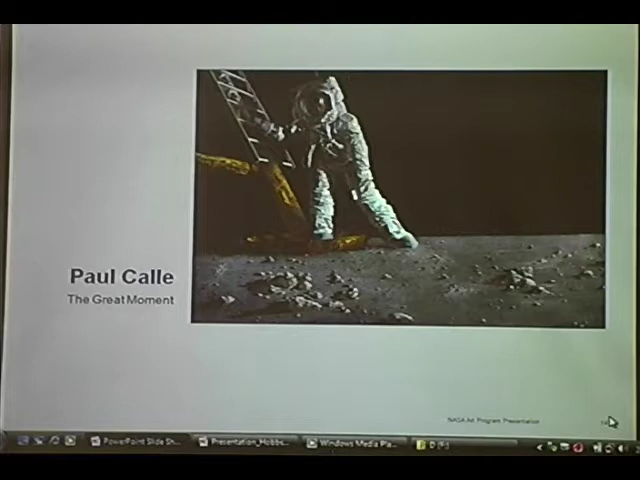 Paul Calle
The Great Moment
NASA Art Program Presentation
PowerPoint Slide Sh...
Presentation_Hobbs...
Windows Media Pla...
D (F:)